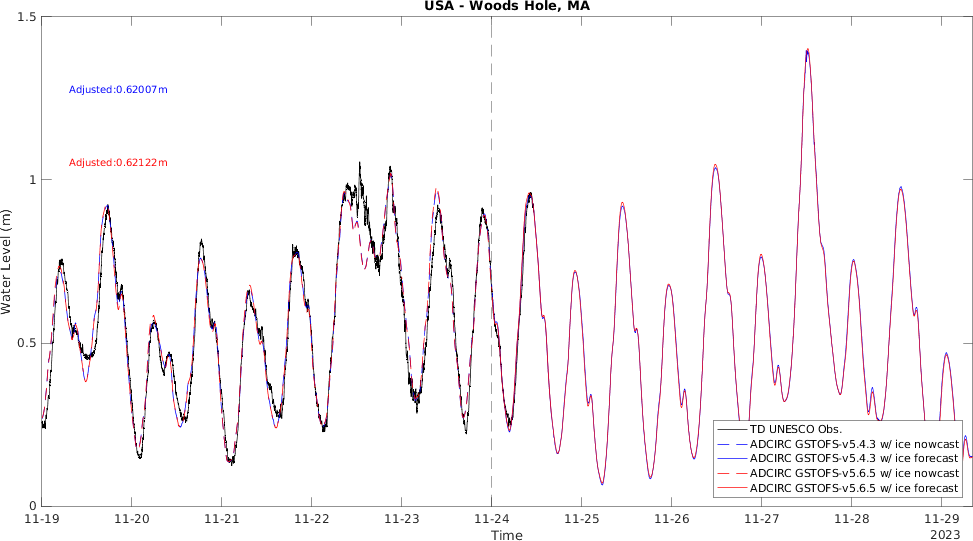 USA - Woods Hole, MA
1.5
Adjusted:0.62007m
Adjusted:0.62122m
1
Water Level (m)
0.5
0
TD UNESCO Obs.
ADCIRC GSTOFS-v5.4.3 w/ ice nowcast
ADCIRC GSTOFS-v5.4.3 w/ ice forecast
ADCIRC GSTOFS-v5.6.5 w/ ice nowcast
ADCIRC GSTOFS-v5.6.5 w/ ice forecast
11-19 11-20 11-21 11-22 11-23 11-24 11-25 11-26 11-27 11-28 11-29
Time
2023